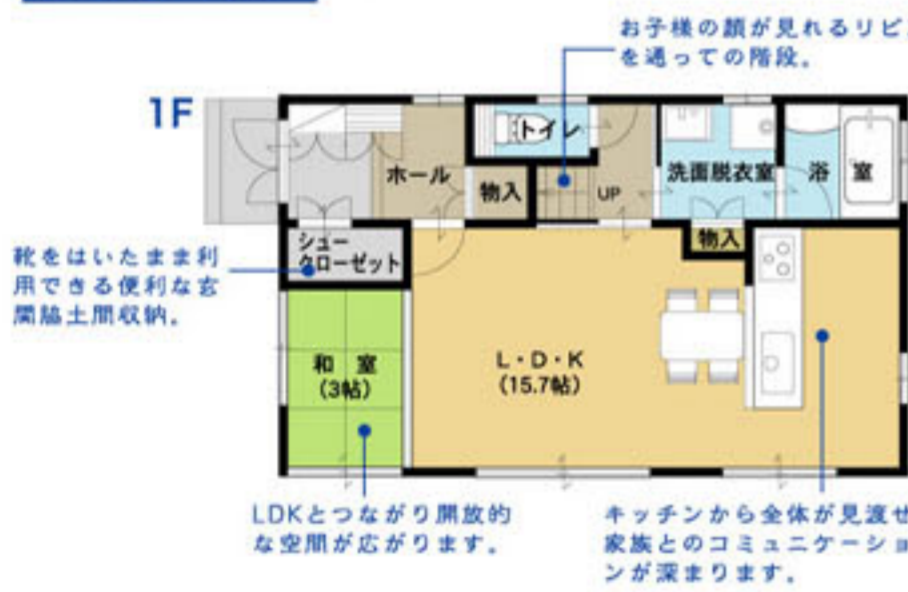 お子様の顔が見れるリビ
を通っての階段。
1F
トイレ
ホール
物入
UP
洗面脱衣室
浴室
シュー
クローゼット
物入
靴をはいたまま利
用できる便利な玄
関脇土間収納。
和室
(3帖)
L・D・K
(15.7帖)
LDKとつながり開放的
な空間が広がります。
キッチンから全体が見渡せ
家族とのコミュニケーショ
ンが深まります。